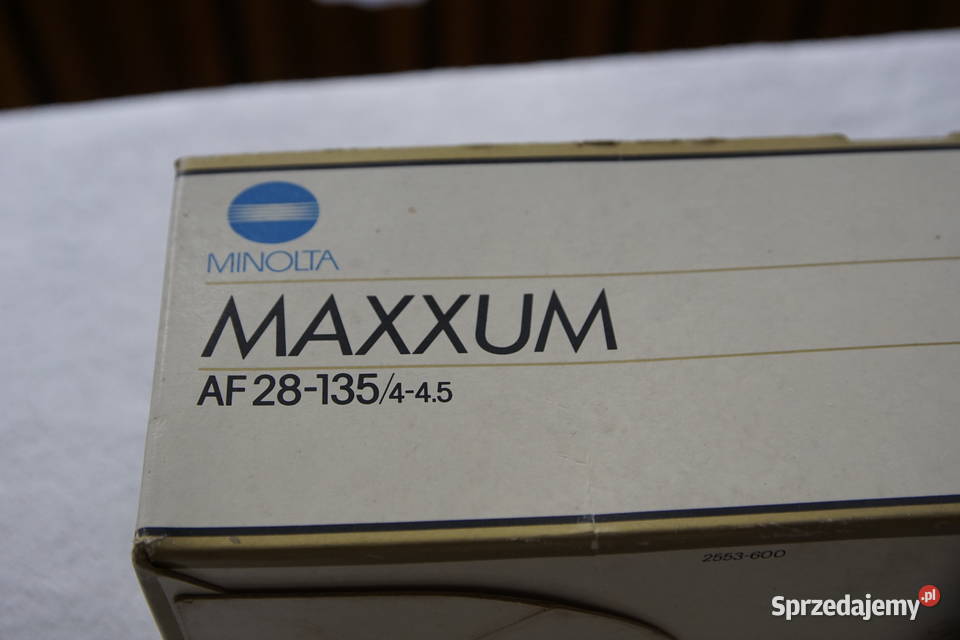 MINOLTA
MAXXUM
AF 28-135/4-4.5
2553-600
Sprzedajemy.pl